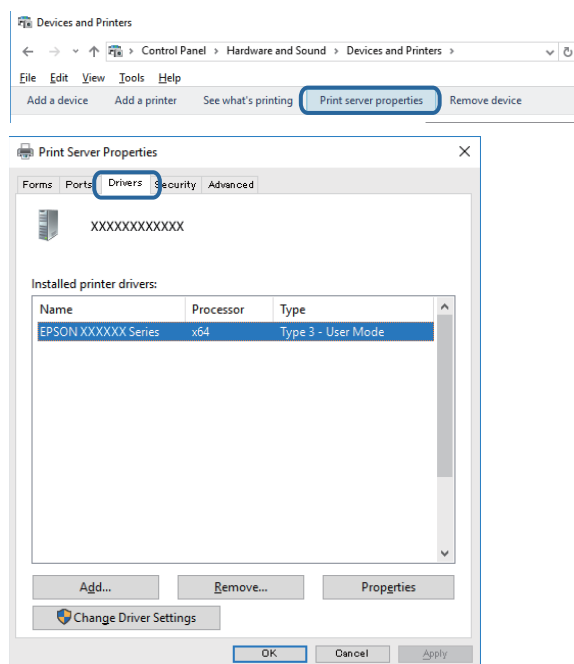 Devices and Printers
Control Panel > Hardware and Sound > Devices and Printers >
File Edit View Tools Help
Add a device Add a printer See what's printing Print server properties Remove device
Print Server Properties
Forms Ports Drivers Security Advanced
XXXXXXXXXXXX
Installed printer drivers:
Name Processor Type
EPSON XXXXXX Series x64 Type 3 - User Mode
Add... Remove... Properties
Change Driver Settings
OK Cancel Apply